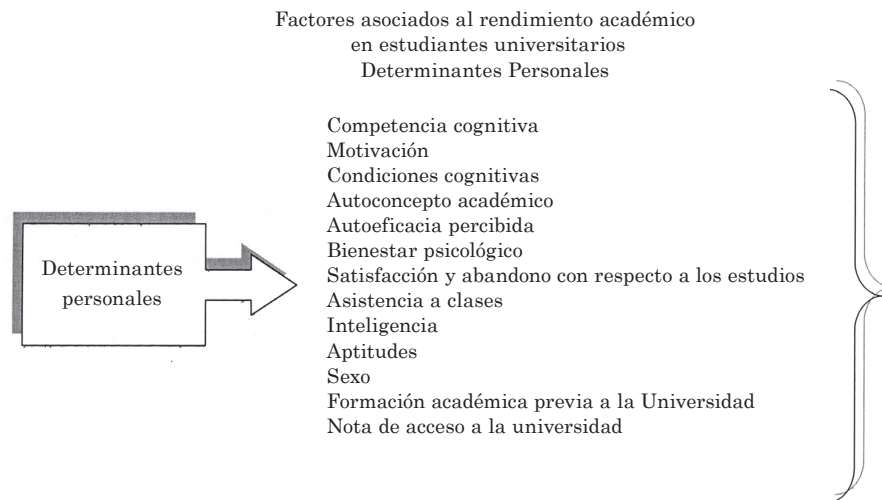 Factores asociados al rendimiento académico
en estudiantes universitarios
Determinantes Personales
Competencia cognitiva
Motivación
Condiciones cognitivas
Autoconcepto académico
Autoeficacia percibida
Bienestar psicológico
Satisfacción y abandono con respecto a los estudios
Asistencia a clases
Inteligencia
Aptitudes
Sexo
Formación académica previa a la Universidad
Nota de acceso a la universidad
Determinantes
personales